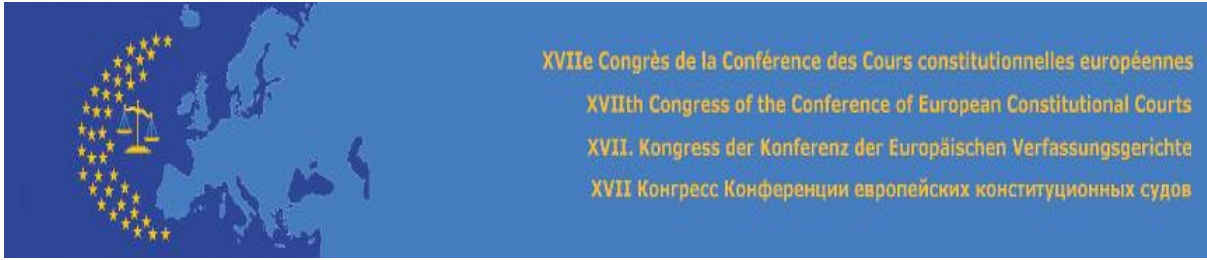 XVIIe Congrès de la Conférence des Cours constitutionnelles européennes
XVIIth Congress of the Conference of European Constitutional Courts
XVII. Kongress der Konferenz der Europäischen Verfassungsgerichte
XVII Конгресс Конференции европейских конституционных судов